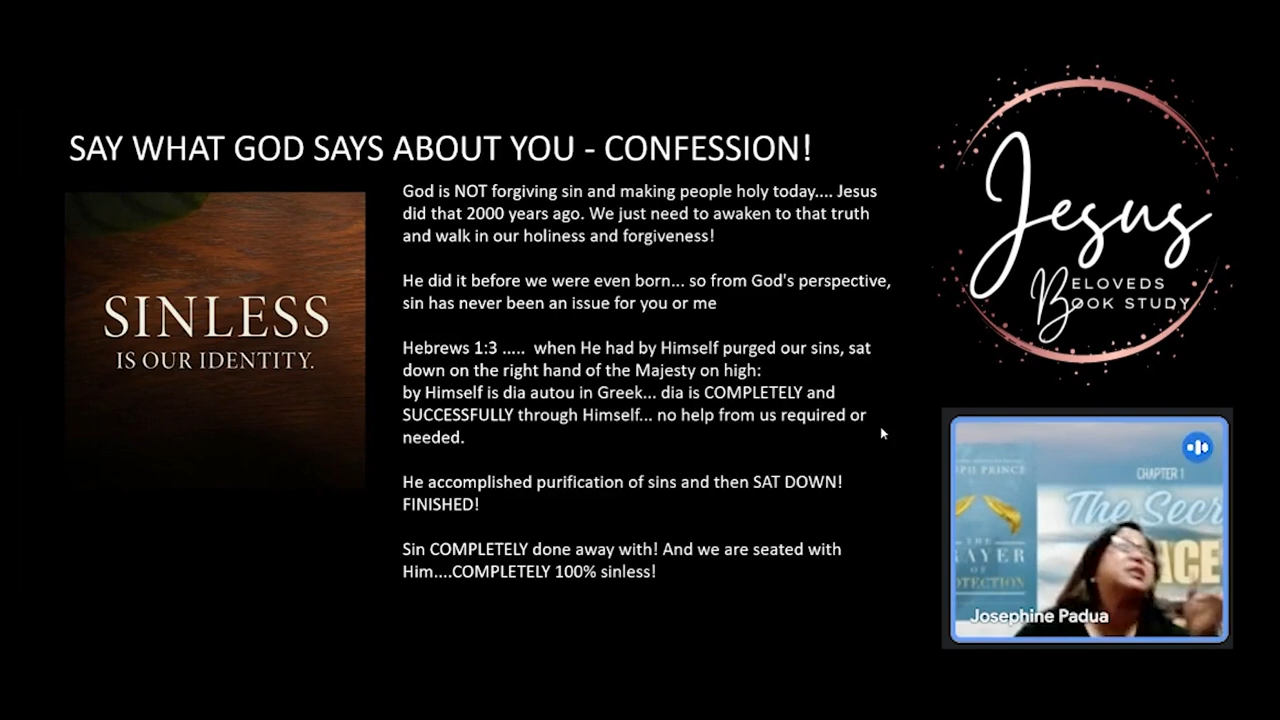 SAY WHAT GOD SAYS ABOUT YOU - CONFESSION!
SINLESS
IS OUR IDENTITY.
God is NOT forgiving sin and making people holy today.... Jesus
did that 2000 years ago. We just need to awaken to that truth
and walk in our holiness and forgiveness!
He did it before we were even born... so from God's perspective,
sin has never been an issue for you or me
Hebrews 1:3 ..... when He had by Himself purged our sins, sat
down on the right hand of the Majesty on high:
by Himself is dia autou in Greek... dia is COMPLETELY and
SUCCESSFULLY through Himself... no help from us required or
needed.
He accomplished purification of sins and then SAT DOWN!
FINISHED!
Sin COMPLETELY done away with! And we are seated with
Him....COMPLETELY 100% sinless!
Jesus
BELOVEDS
BOOK STUDY
PH PRINCE
THE
RAYER
OF
OTECTION
CHAPTER 1
The Secr
ACE
Josephine Padua